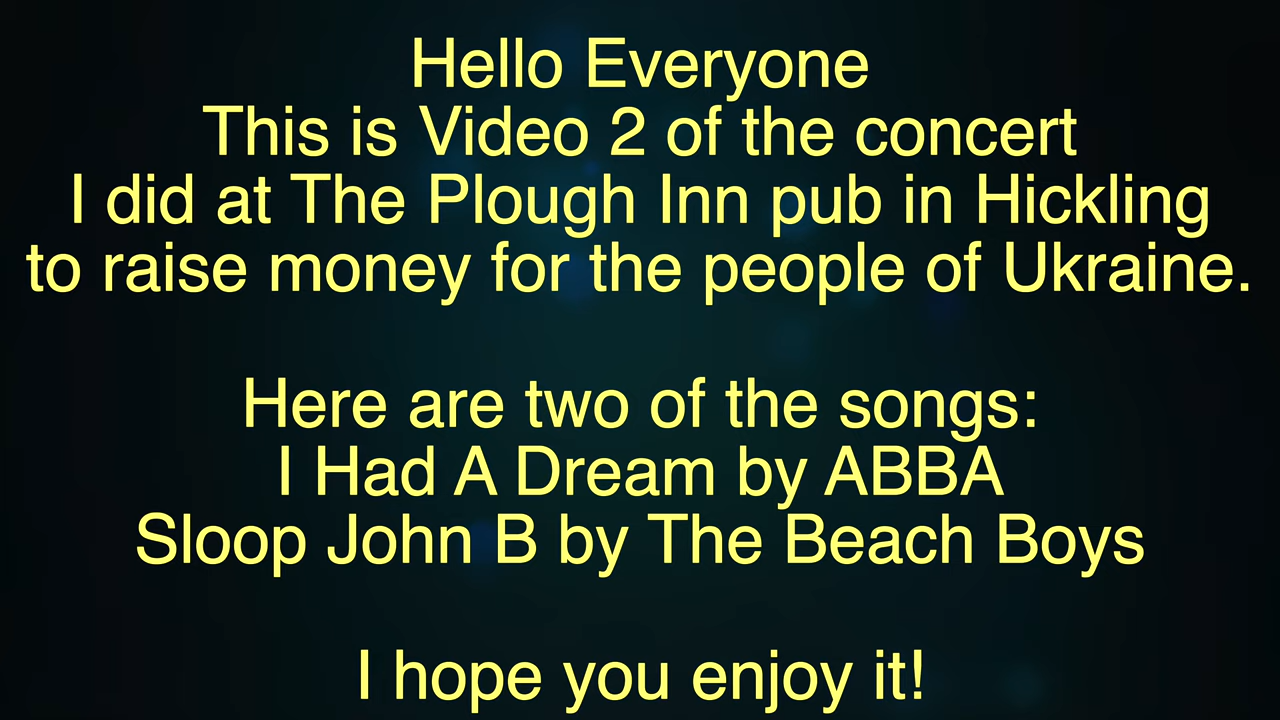 Hello Everyone
This is Video 2 of the concert
I did at The Plough Inn pub in Hickling
to raise money for the people of Ukraine.
Here are two of the songs:
I Had A Dream by ABBA
Sloop John B by The Beach Boys
I hope you enjoy it!